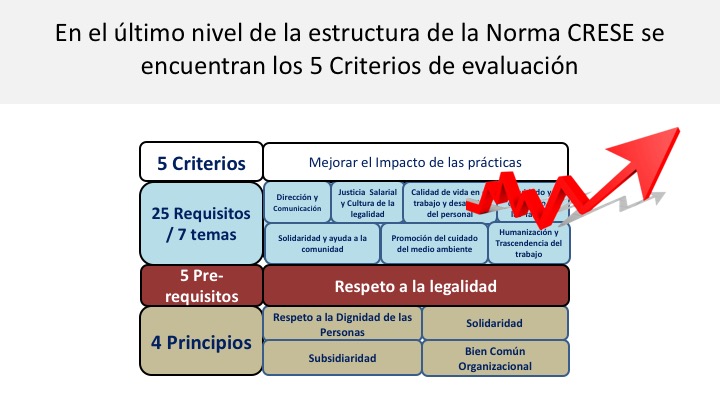 En el último nivel de la estructura de la Norma CRESE se
encuentran los 5 Criterios de evaluación
5 Criterios
Mejorar el Impacto de las prácticas
25 Requisitos
/ 7 temas
Dirección y
Comunicación
Justicia Salarial
y Cultura de la
legalidad
Calidad de vida en
trabajo y
del personal
y
Solidaridad y ayuda a la
comunidad
Promoción del cuidado
del medio ambiente
Humanización y
Trascendencia del
trabajo
5 Pre-
requisitos
Respeto a la legalidad
4 Principios
Respeto a la Dignidad de las
Personas
Solidaridad
Subsidiaridad
Bien Común
Organizacional